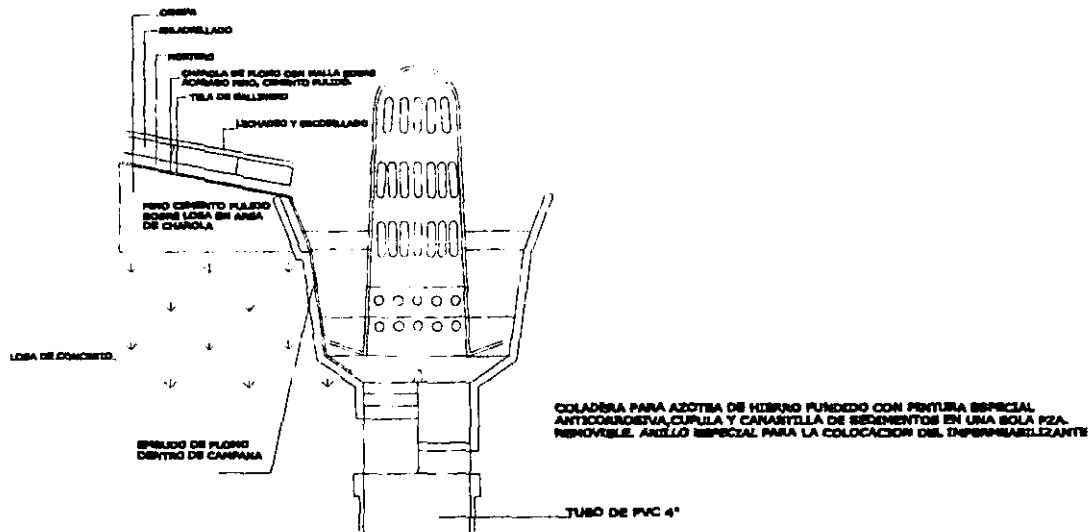 CENEFA
ENLADRILLADO
MORTERO
CHAROLA DE PLOMO CON MALLA SOBRE
ACABADO FINO, CEMENTO PULIDO.
TELA DE GALLINERO
LECHADEO Y ESCOBILLADO
FINO CEMENTO PULIDO
SOBRE LOSA EN AREA
DE CHAROLA
LOSA DE CONCRETO.
EMBUDO DE PLOMO
DENTRO DE CAMPANA
COLADERA PARA AZOTEA DE HIERRO FUNDIDO CON PINTURA ESPECIAL
ANTICORROSIVA, CUPULA Y CANASTILLA DE SEDIMENTOS EN UNA SOLA PZA.
REMOVIBLE. ANILLO ESPECIAL PARA LA COLOCACION DEL IMPERMEABILIZANTE
TUBO DE PVC 4"